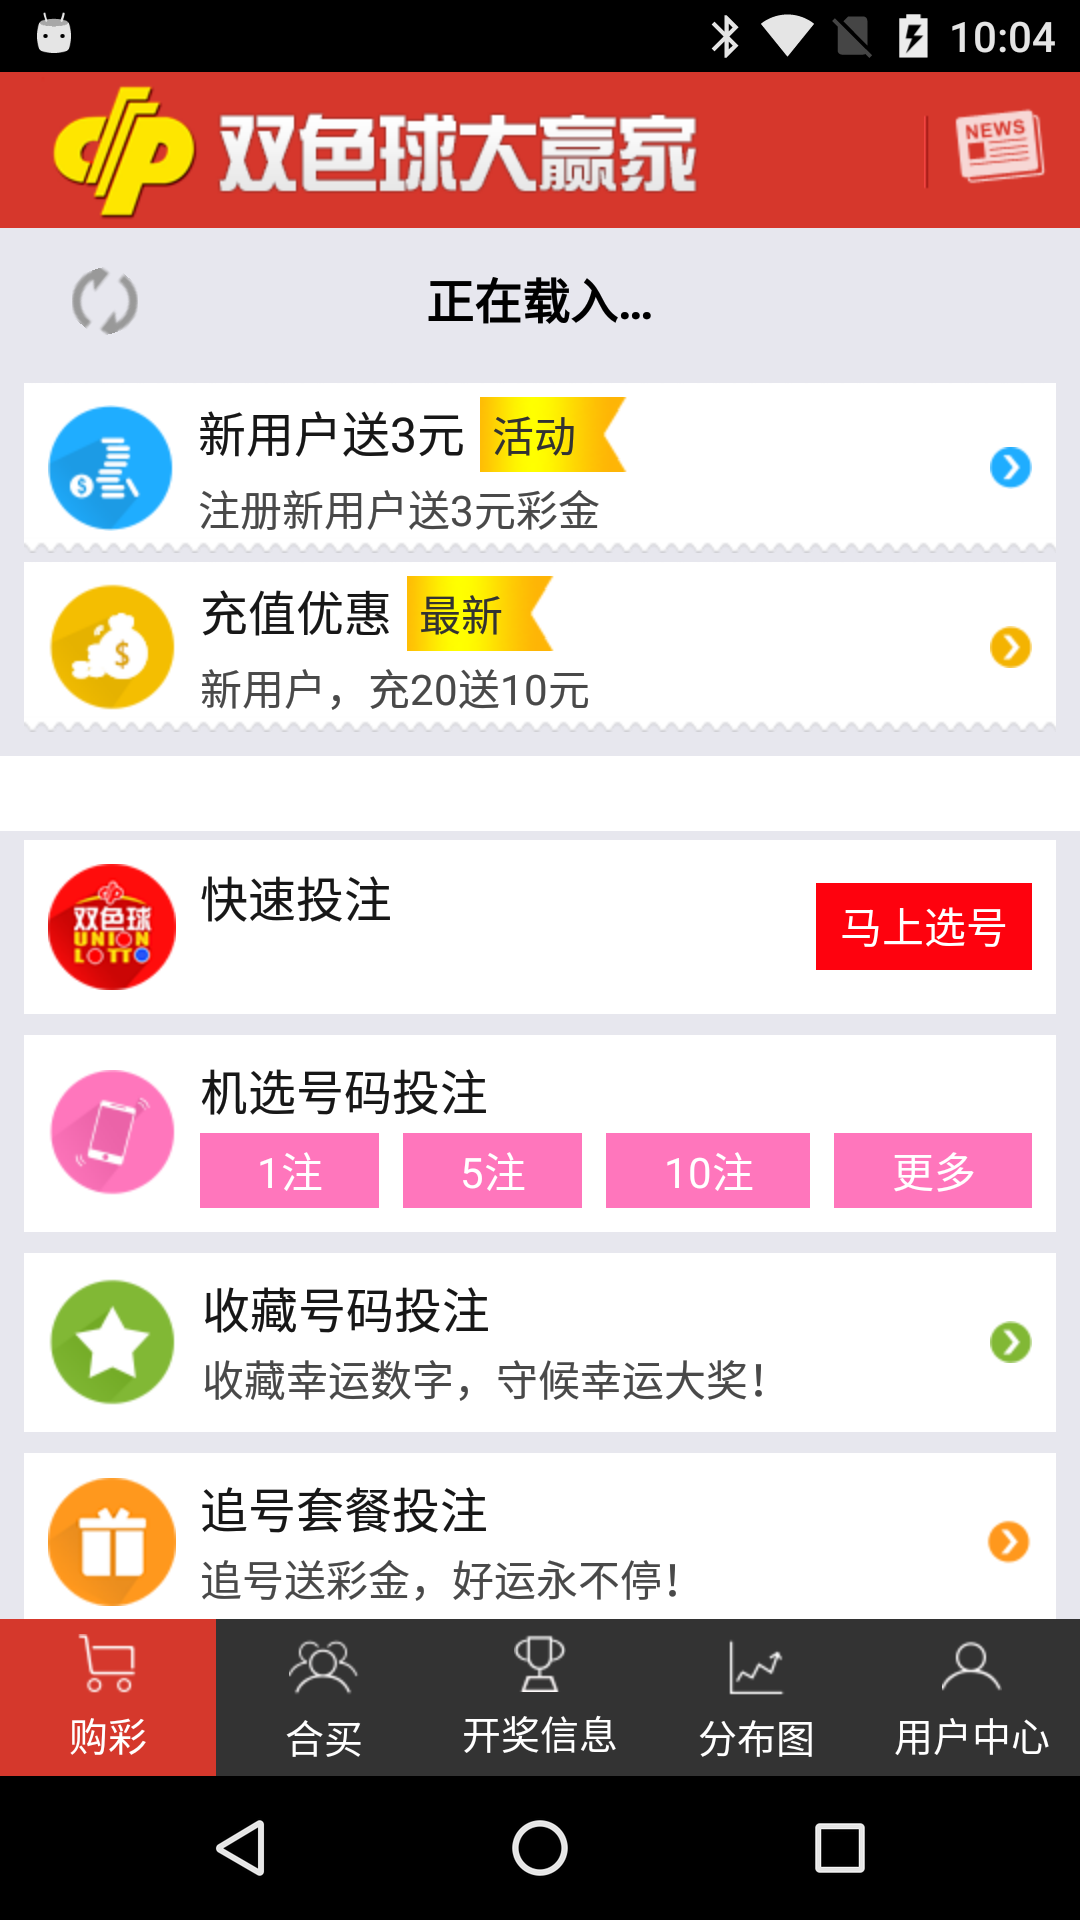 10:04
双色球大赢家
NEWS
正在载入...
新用户送3元 活动
注册新用户送3元彩金
充值优惠 最新
新用户，充20送10元
双色球
UNION
LOTTO
快速投注
马上选号
机选号码投注
1注 5注 10注 更多
收藏号码投注
收藏幸运数字，守候幸运大奖！
追号套餐投注
追号送彩金，好运永不停！
购彩 合买 开奖信息 分布图 用户中心